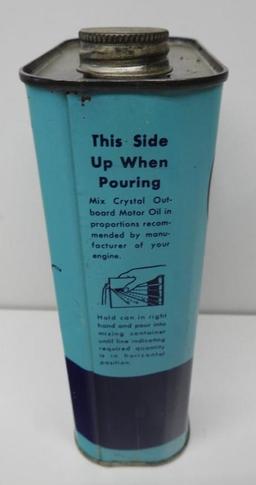 This Side
Up When
Pouring
Mix Crystal Out-
board Motor Oil in
proportions recom-
mended by manu-
facturer of your
engine.
Hold can in right
hand and pour into
mixing container
until line indicating
required quantity
is in horizontal
position.